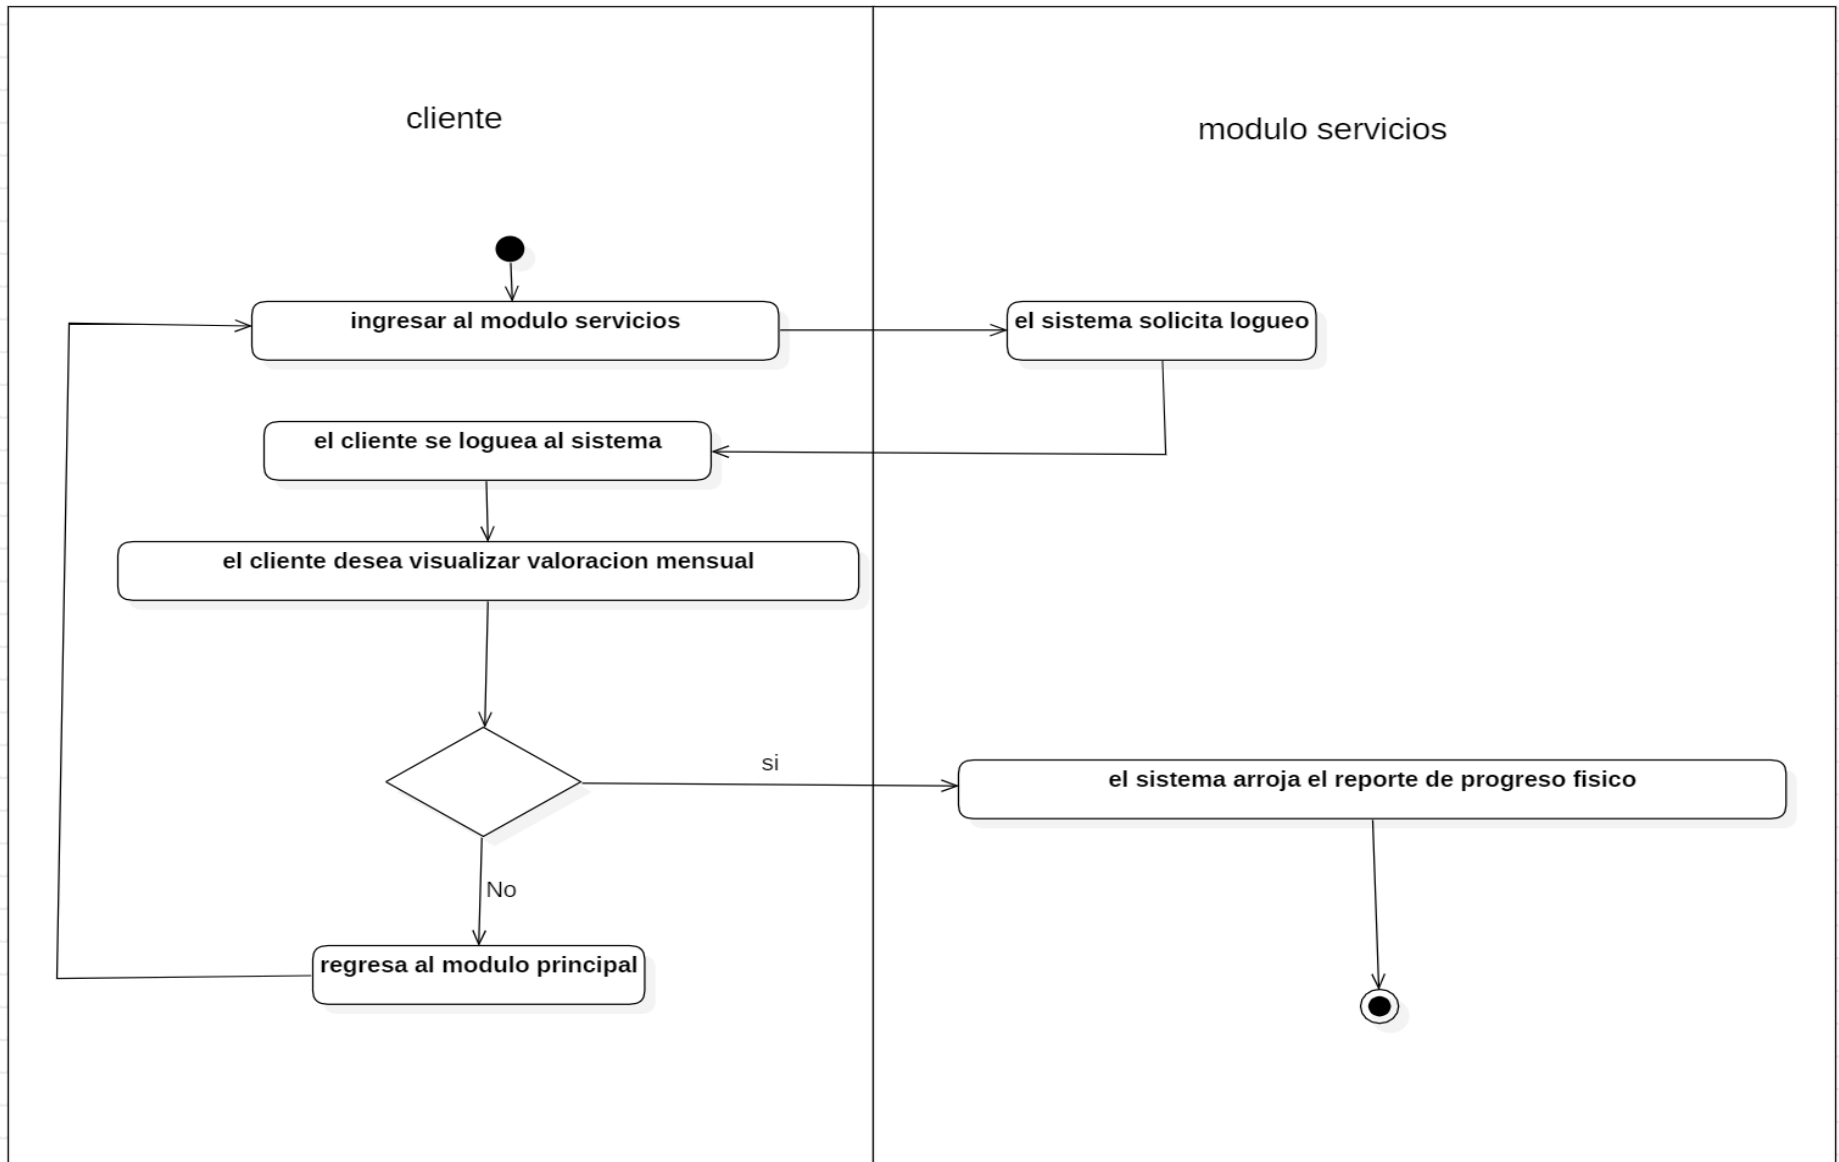 cliente
modulo servicios
ingresar al modulo servicios
el sistema solicita logueo
el cliente se loguea al sistema
el cliente desea visualizar valoracion mensual
si
el sistema arroja el reporte de progreso fisico
No
regresa al modulo principal